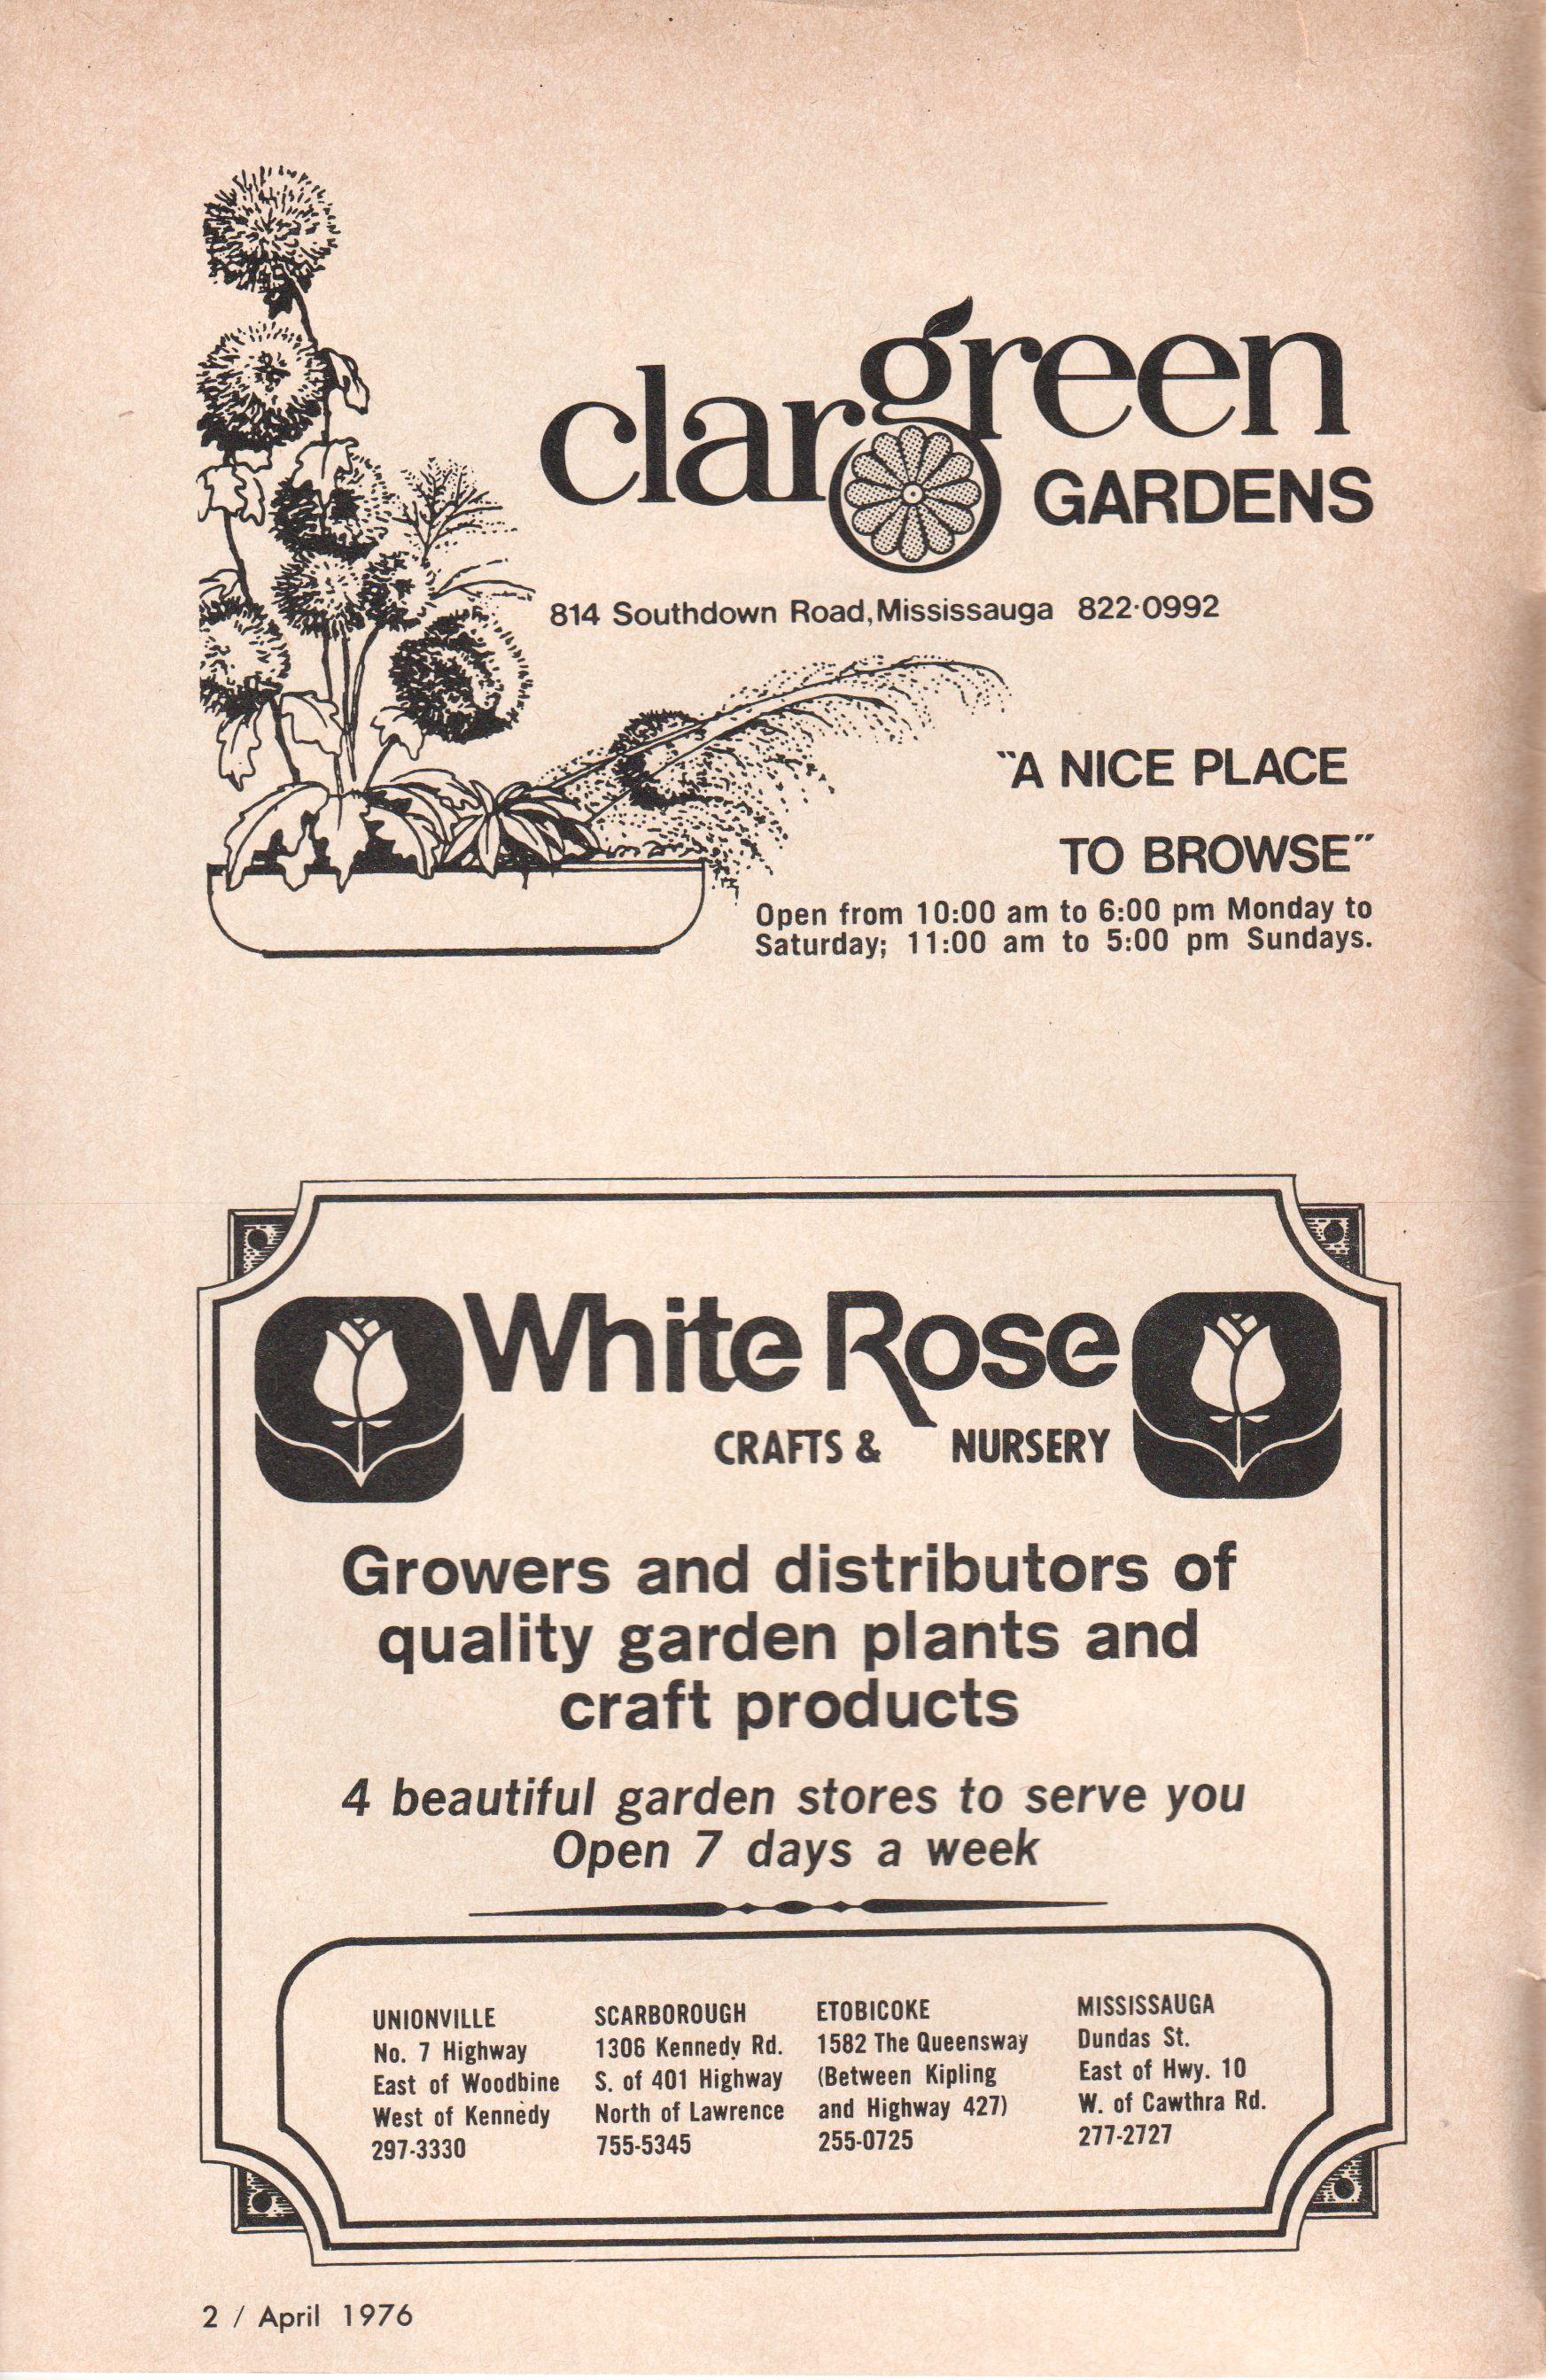 clargreen
GARDENS
814 Southdown Road, Mississauga 822·0992
"A NICE PLACE
TO BROWSE"
Open from 10:00 am to 6:00 pm Monday to
Saturday; 11:00 am to 5:00 pm Sundays.
White Rose
CRAFTS & NURSERY
Growers and distributors of
quality garden plants and
craft products
4 beautiful garden stores to serve you
Open 7 days a week
UNIONVILLE
No. 7 Highway
East of Woodbine
West of Kennedy
297-3330
SCARBOROUGH
1306 Kennedy Rd.
S. of 401 Highway
North of Lawrence
755-5345
ETOBICOKE
1582 The Queensway
(Between Kipling
and Highway 427)
255-0725
MISSISSAUGA
Dundas St.
East of Hwy. 10
W. of Cawthra Rd.
277-2727
2 / April 1976